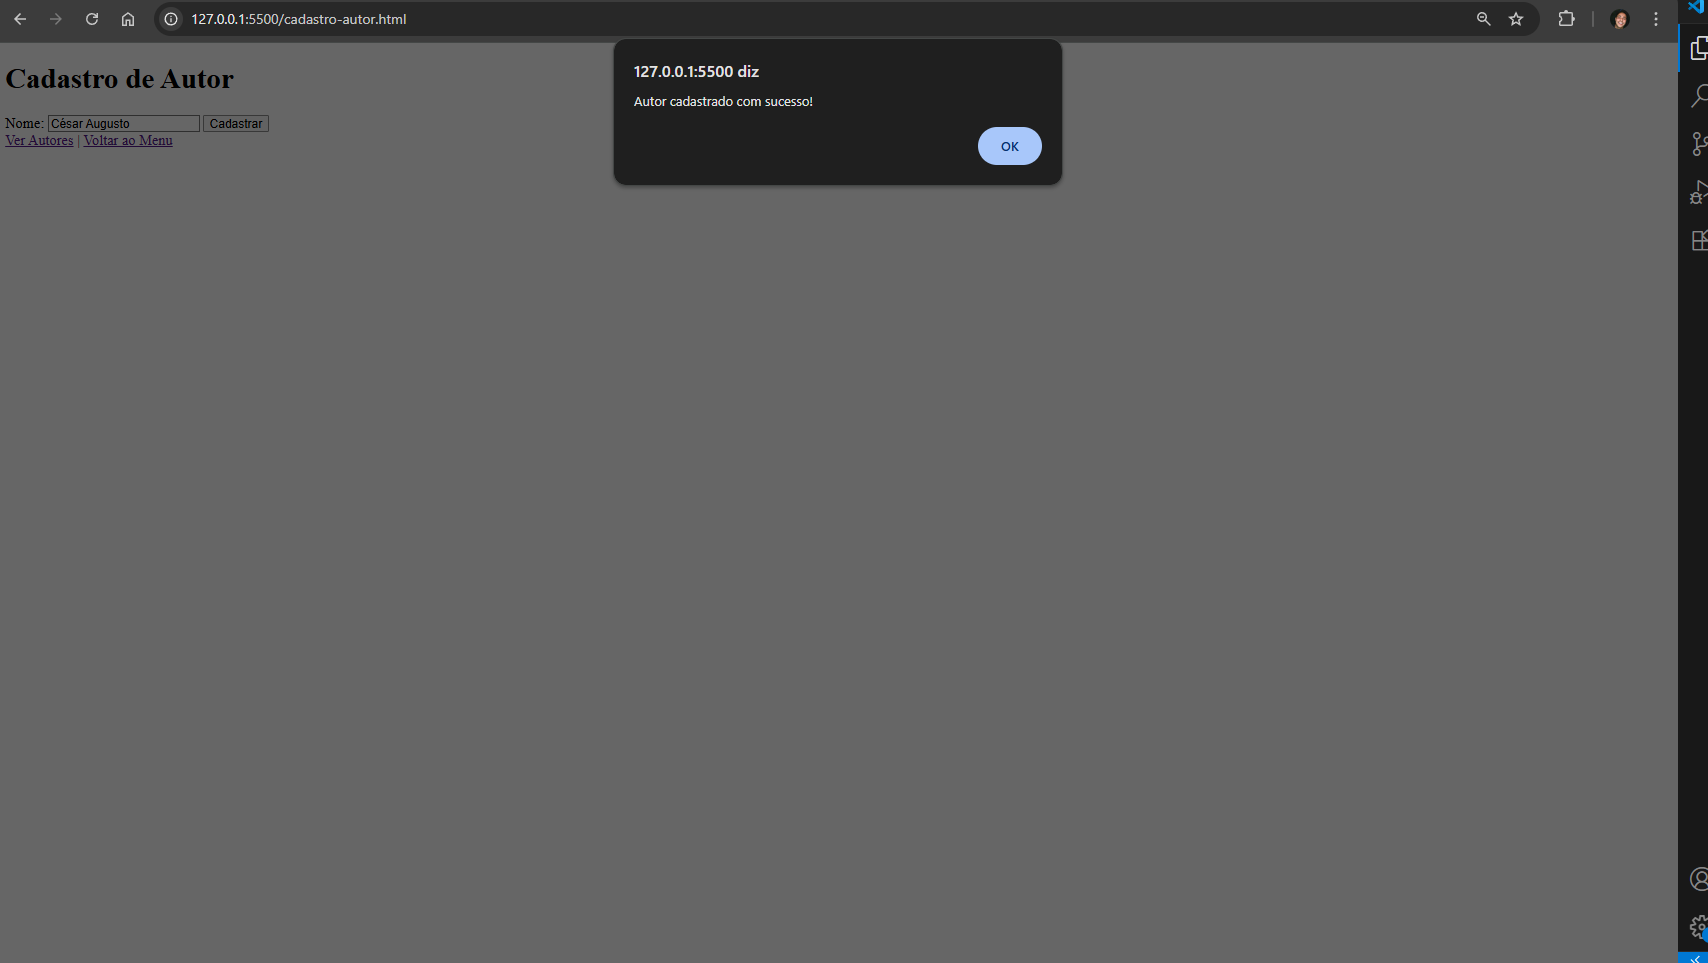 127.0.0.1:5500/cadastro-autor.html
127.0.0.1:5500 diz
Autor cadastrado com sucesso!
OK
Cadastro de Autor
Nome: César Augusto Cadastrar
Ver Autores | Voltar ao Menu